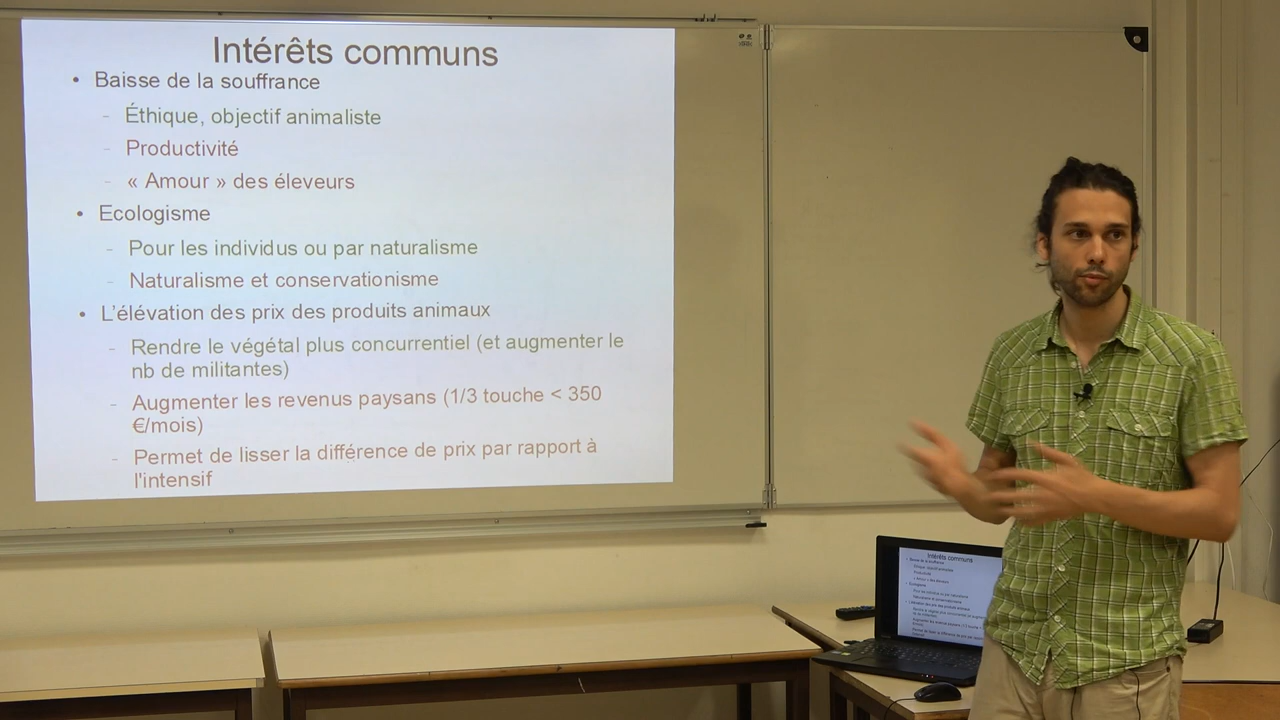 Intérêts communs
• Baisse de la souffrance
– Éthique, objectif animaliste
– Productivité
– « Amour » des éleveurs
• Ecologisme
– Pour les individus ou par naturalisme
– Naturalisme et conservationisme
• L'élévation des prix des produits animaux
– Rendre le végétal plus concurrentiel (et augmenter le
nb de militantes)
– Augmenter les revenus paysans (1/3 touche < 350
€/mois)
– Permet de lisser la différence de prix par rapport à
l'intensif
Intérêts communs